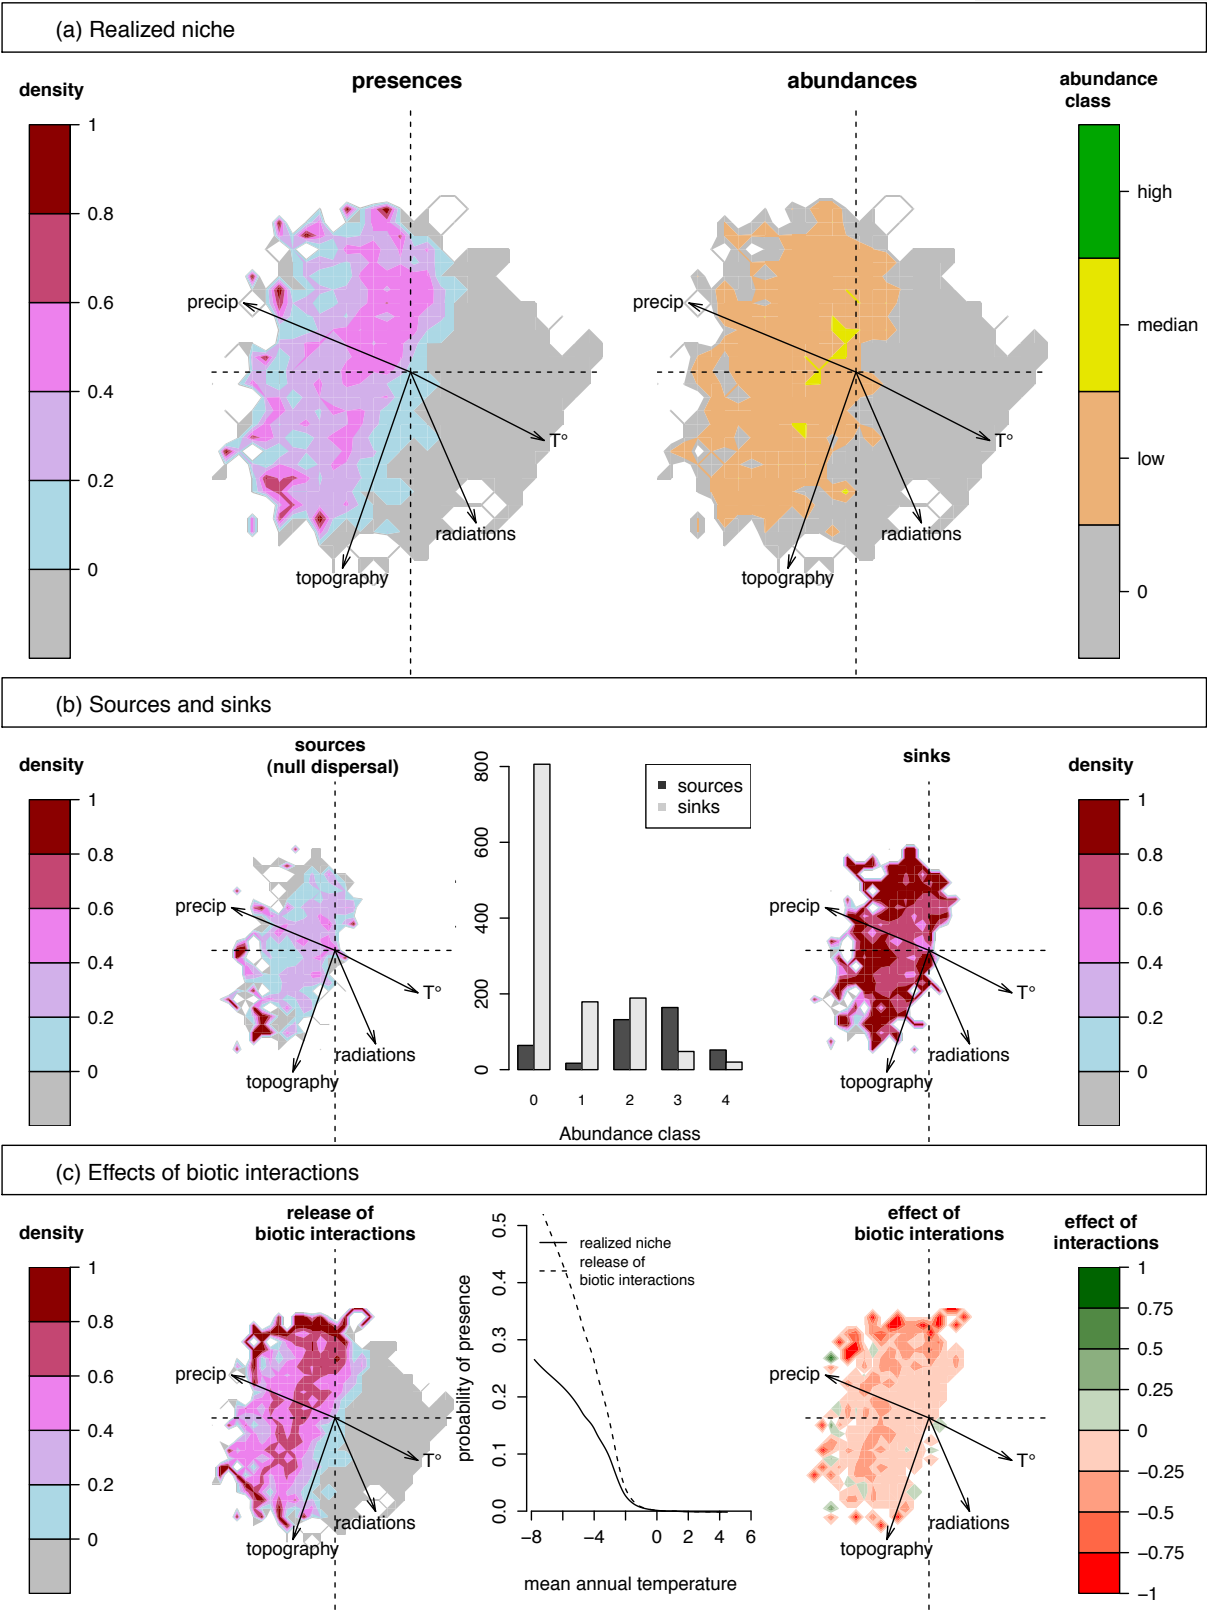 (a) Realized niche
density
presences
abundances
abundance
class
1
0.8
0.6
0.4
0.2
0
precip
T°
radiations
topography
precip
T°
radiations
topography
high
median
low
0
(b) Sources and sinks
density
sources
(null dispersal)
sinks
density
1
0.8
0.6
0.4
0.2
0
precip
T°
radiations
topography
800
600
400
200
0
sources
sinks
0 1 2 3 4
Abundance class
precip
T°
radiations
topography
1
0.8
0.6
0.4
0.2
0
(c) Effects of biotic interactions
density
release of
biotic interactions
effect of
biotic interations
effect of
interactions
1
0.8
0.6
0.4
0.2
0
precip
T°
radiations
topography
probability of presence
0.5
0.4
0.3
0.2
0.1
0.0
realized niche
release of
biotic interactions
−8 −4 0 2 4 6
mean annual temperature
precip
T°
radiations
topography
1
0.75
0.5
0.25
0
−0.25
−0.5
−0.75
−1